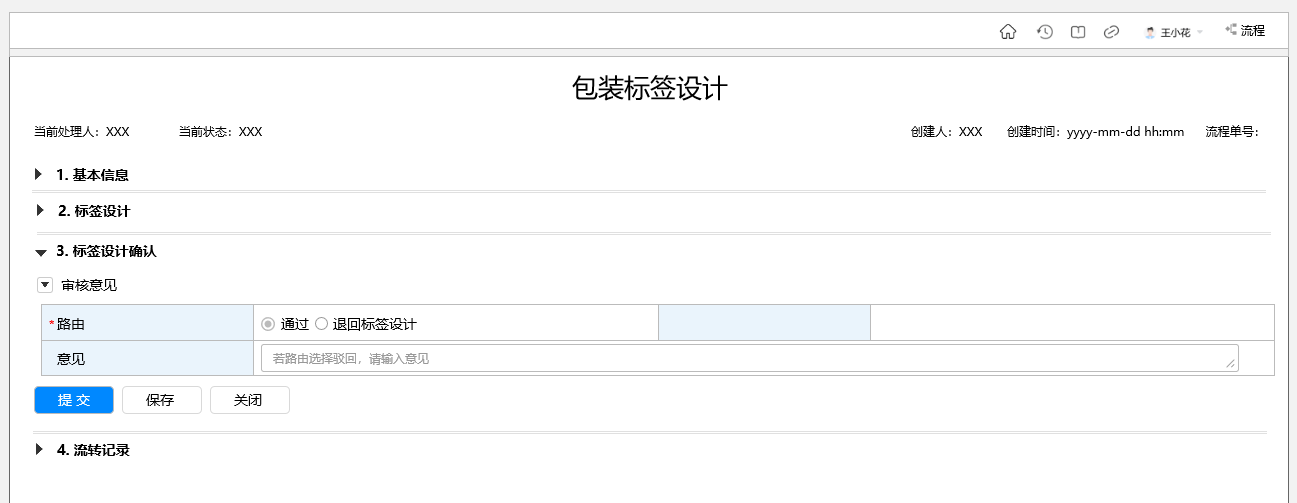 王小花 流程
包装标签设计
当前处理人：XXX 当前状态：XXX 创建人：XXX 创建时间：yyyy-mm-dd hh:mm 流程单号：
1. 基本信息
2. 标签设计
3. 标签设计确认
审核意见
*路由 通过 退回标签设计
意见 若路由选择驳回，请输入意见
提 交 保存 关闭
4. 流转记录